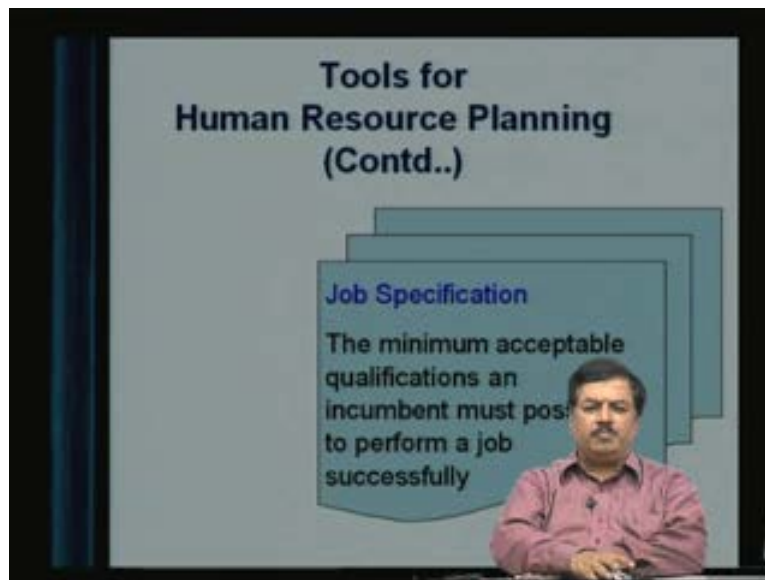 Tools for
Human Resource Planning
(Contd..)
Job Specification
The minimum acceptable
qualifications an
incumbent must pos
to perform a job
successfully